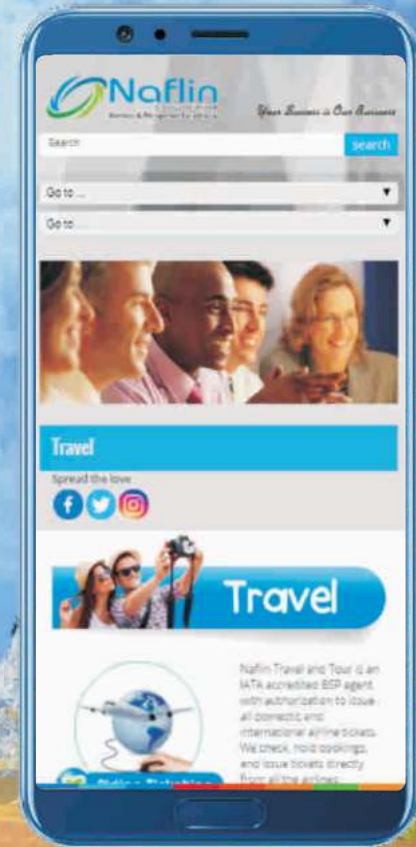 Naflin
Your Success is Our Business
Search
search
Go to ...
Go to ...
Travel
Spread the love
Travel
Naflin Travel and Tour is an
IATA accredited BSP agent
with authorization to issue
all domestic and
international airline tickets.
We check, hold bookings,
and issue tickets directly
from all the airlines